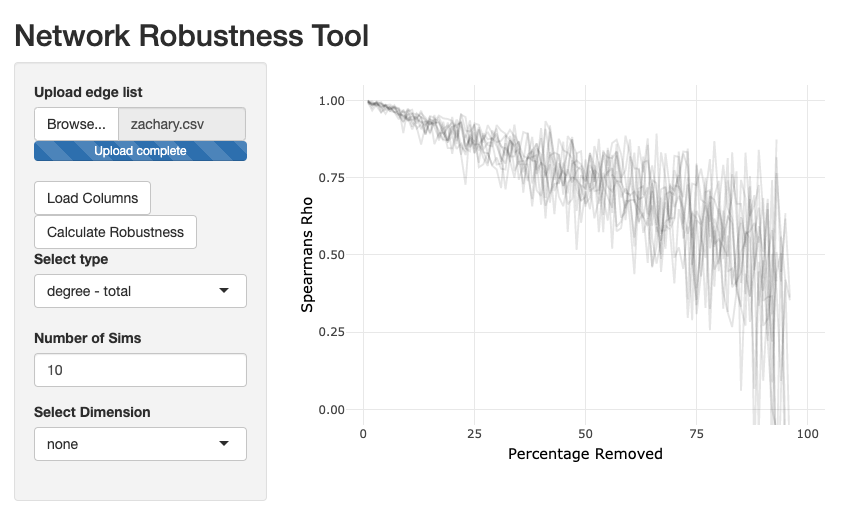 Network Robustness Tool
Upload edge list
Browse... zachary.csv
Upload complete
Load Columns
Calculate Robustness
Select type
degree - total
Number of Sims
10
Select Dimension
none
Spearmans Rho
1.00
0.75
0.50
0.25
0.00
0 25 50 75 100
Percentage Removed